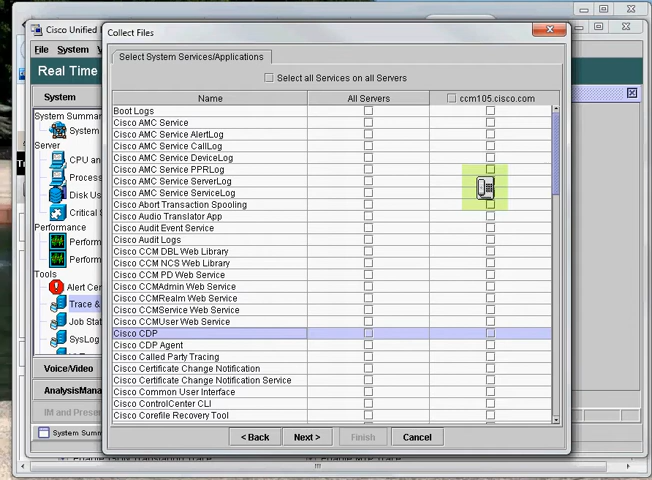 Cisco Unified
Collect Files
File System
Select System Services/Applications
Real Time
Select all Services on all Servers
System
Name All Servers ccm105.cisco.com
System Summar
System
Server
CPU an
Process
Disk Us
Critical
Performance
Perform
Perform
Tools
Alert Cen
Trace &
Job Stat
SysLog
Voice/Video
AnalysisMana
IM and Presen
System Summ
Boot Logs
Cisco AMC Service
Cisco AMC Service AlertLog
Cisco AMC Service CallLog
Cisco AMC Service DeviceLog
Cisco AMC Service PPRLog
Cisco AMC Service ServerLog
Cisco AMC Service ServiceLog
Cisco Abort Transaction Spooling
Cisco Audio Translator App
Cisco Audit Event Service
Cisco Audit Logs
Cisco CCM DBL Web Library
Cisco CCM NCS Web Library
Cisco CCM PD Web Service
Cisco CCMAdmin Web Service
Cisco CCMRealm Web Service
Cisco CCMService Web Service
Cisco CCMUser Web Service
Cisco CDP
Cisco CDP Agent
Cisco Called Party Tracing
Cisco Certificate Change Notification
Cisco Certificate Change Notification Service
Cisco Common User Interface
Cisco ControlCenter CLI
Cisco Corefile Recovery Tool
< Back Next > Finish Cancel